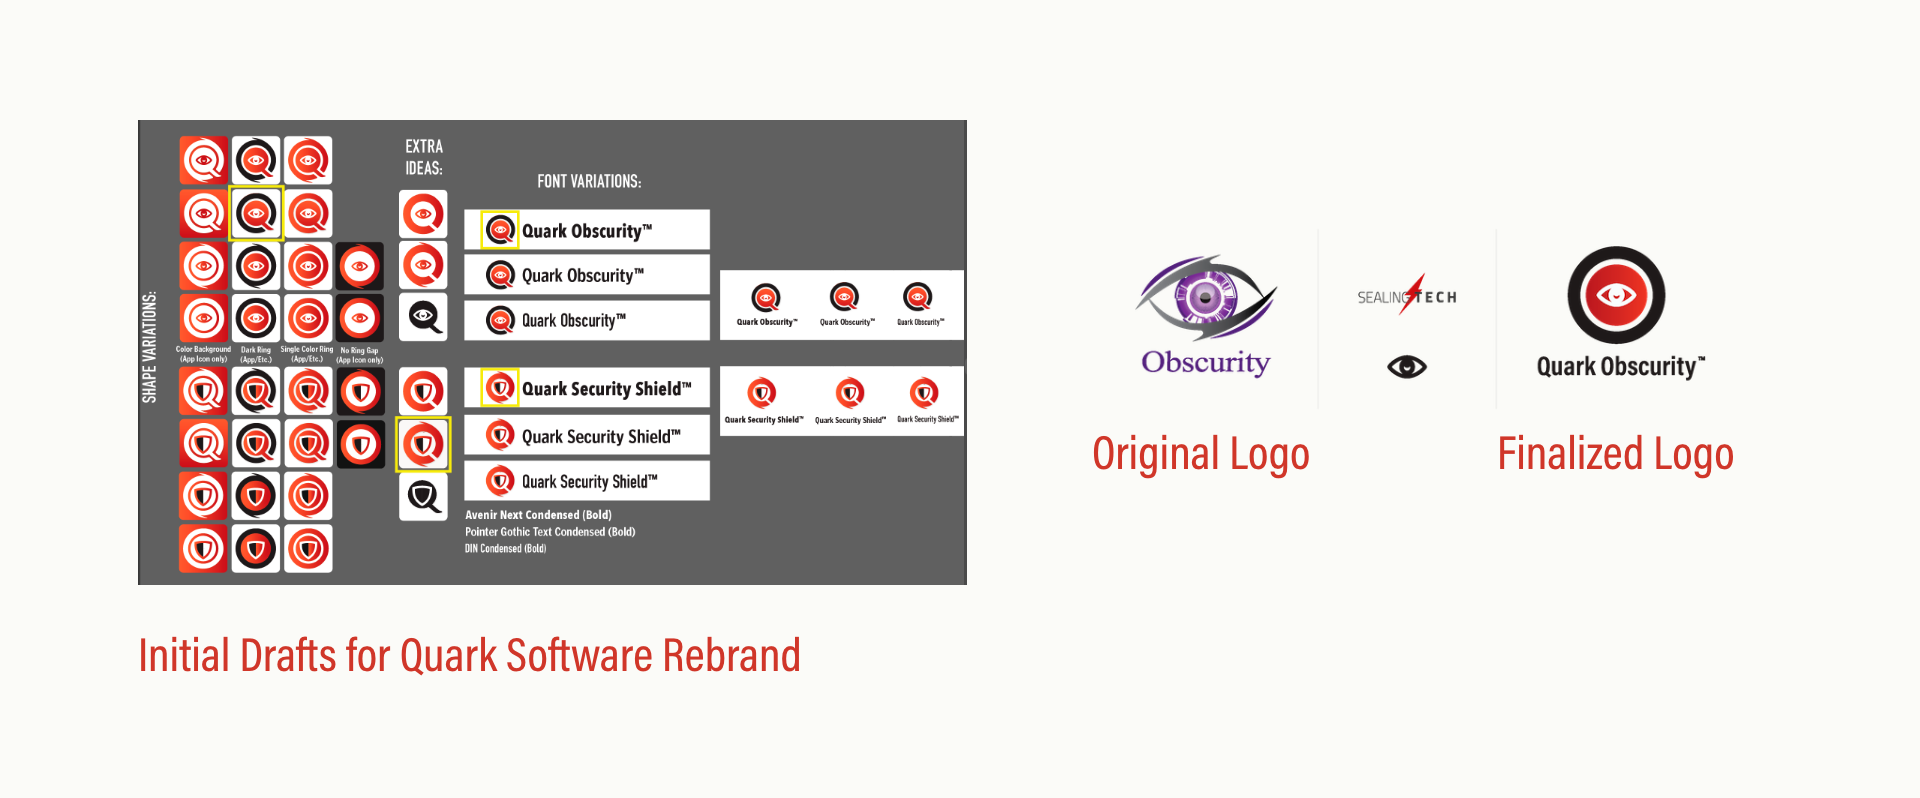 SHAPE VARIATIONS:
Color Background
(App Icon only)
Dark Ring
(App/Etc.)
Single Color Ring
(App/Etc.)
No Ring Gap
(App Icon only)
EXTRA
IDEAS:
FONT VARIATIONS:
Quark Obscurity™
Quark Obscurity™
Quark Obscurity™
Quark Security Shield™
Quark Security Shield™
Quark Security Shield™
Avenir Next Condensed (Bold)
Pointer Gothic Text Condensed (Bold)
DIN Condensed (Bold)
Quark Obscurity™ Quark Obscurity™ Quark Obscurity™
Quark Security Shield™ Quark Security Shield™ Quark Security Shield™
Initial Drafts for Quark Software Rebrand
Obscurity
Original Logo
SEALING TECH
Quark Obscurity™
Finalized Logo